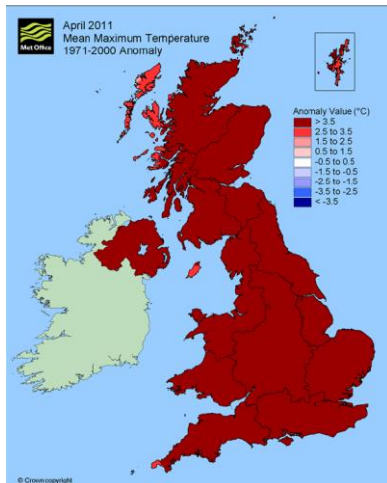 Met Office
April 2011
Mean Maximum Temperature
1971-2000 Anomaly
Anomaly Value (°C)
> 3.5
2.5 to 3.5
1.5 to 2.5
0.5 to 1.5
-0.5 to 0.5
-1.5 to -0.5
-2.5 to -1.5
-3.5 to -2.5
< -3.5
© Crown copyright